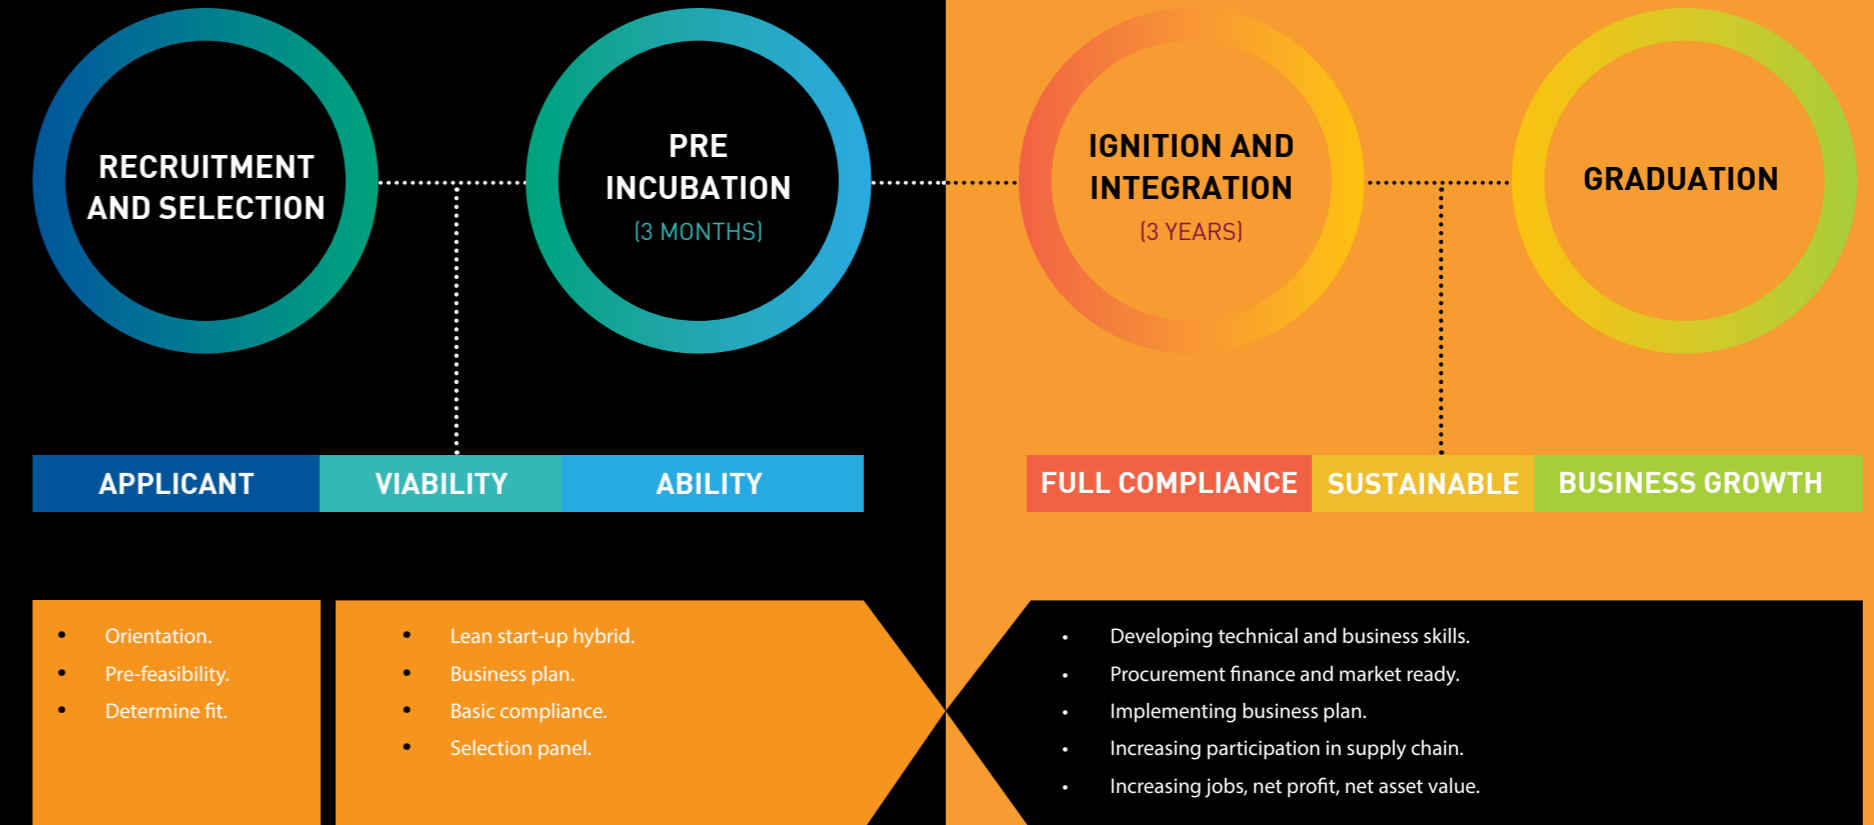 RECRUITMENT
AND SELECTION
PRE
INCUBATION
(3 MONTHS)
IGNITION AND
INTEGRATION
(3 YEARS)
GRADUATION
APPLICANT
VIABILITY
ABILITY
FULL COMPLIANCE
SUSTAINABLE
BUSINESS GROWTH
• Orientation.
• Pre-feasibility.
• Determine fit.
• Lean start-up hybrid.
• Business plan.
• Basic compliance.
• Selection panel.
• Developing technical and business skills.
• Procurement finance and market ready.
• Implementing business plan.
• Increasing participation in supply chain.
• Increasing jobs, net profit, net asset value.